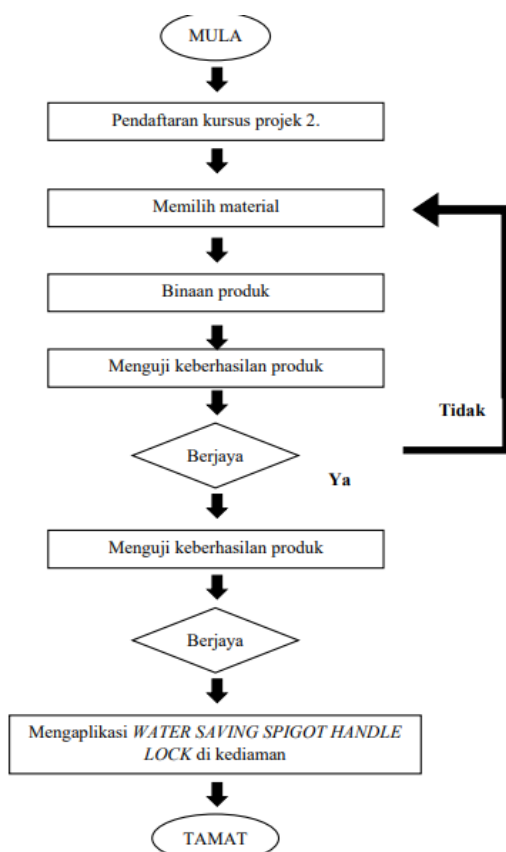 MULA
Pendaftaran kursus projek 2.
Memilih material
Binaan produk
Menguji keberhasilan produk
Tidak
Berjaya
Ya
Menguji keberhasilan produk
Berjaya
Mengaplikasi WATER SAVING SPIGOT HANDLE
LOCK di kediaman
TAMAT